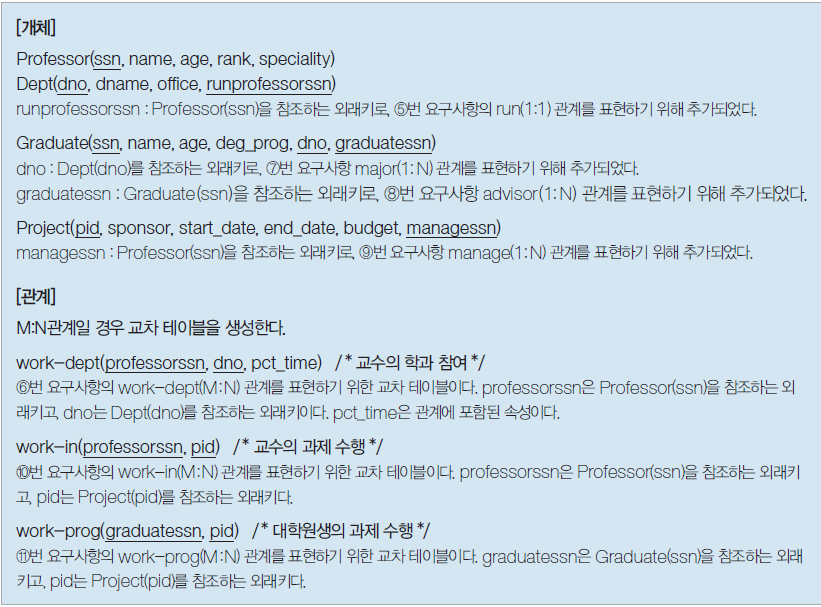 [개체]
Professor(ssn, name, age, rank, speciality)
Dept(dno, dname, office, runprofessorssn)
runprofessorssn : Professor(ssn)을 참조하는 외래키로, ⑤번 요구사항의 run(1:1) 관계를 표현하기 위해 추가되었다.
Graduate(ssn, name, age, deg_prog, dno, graduatessn)
dno : Dept(dno)를 참조하는 외래키로, ⑦번 요구사항 major(1:N) 관계를 표현하기 위해 추가되었다.
graduatessn : Graduate(ssn)을 참조하는 외래키로, ⑧번 요구사항 advisor(1:N) 관계를 표현하기 위해 추가되었다.
Project(pid, sponsor, start_date, end_date, budget, managessn)
managessn : Professor(ssn)을 참조하는 외래키로, ⑨번 요구사항 manage(1:N) 관계를 표현하기 위해 추가되었다.
[관계]
M:N관계일 경우 교차 테이블을 생성한다.
work-dept(professorssn, dno, pct_time) /* 교수의 학과 참여 */
⑥번 요구사항의 work-dept(M:N) 관계를 표현하기 위한 교차 테이블이다. professorssn은 Professor(ssn)을 참조하는 외
래키고, dno는 Dept(dno)를 참조하는 외래키이다. pct_time은 관계에 포함된 속성이다.
work-in(professorssn, pid) /* 교수의 과제 수행 */
⑩번 요구사항의 work-in(M:N) 관계를 표현하기 위한 교차 테이블이다. professorssn은 Professor(ssn)을 참조하는 외래키
고, pid는 Project(pid)를 참조하는 외래키다.
work-prog(graduatessn, pid) /* 대학원생의 과제 수행 */
⑪번 요구사항의 work-prog(M:N) 관계를 표현하기 위한 교차 테이블이다. graduatessn은 Graduate(ssn)을 참조하는 외래
키고, pid는 Project(pid)를 참조하는 외래키다.